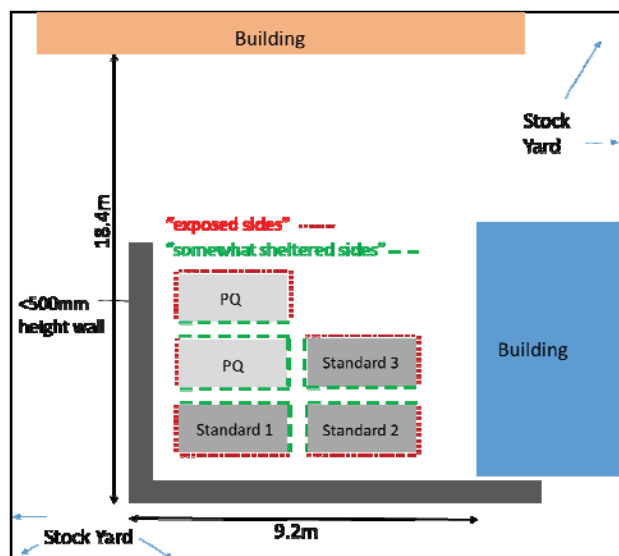 Building
Stock
Yard
18.4m
"exposed sides"
"somewhat sheltered sides"
<500mm
height wall
PQ
PQ
Standard 3
Building
Standard 1
Standard 2
Stock Yard
9.2m